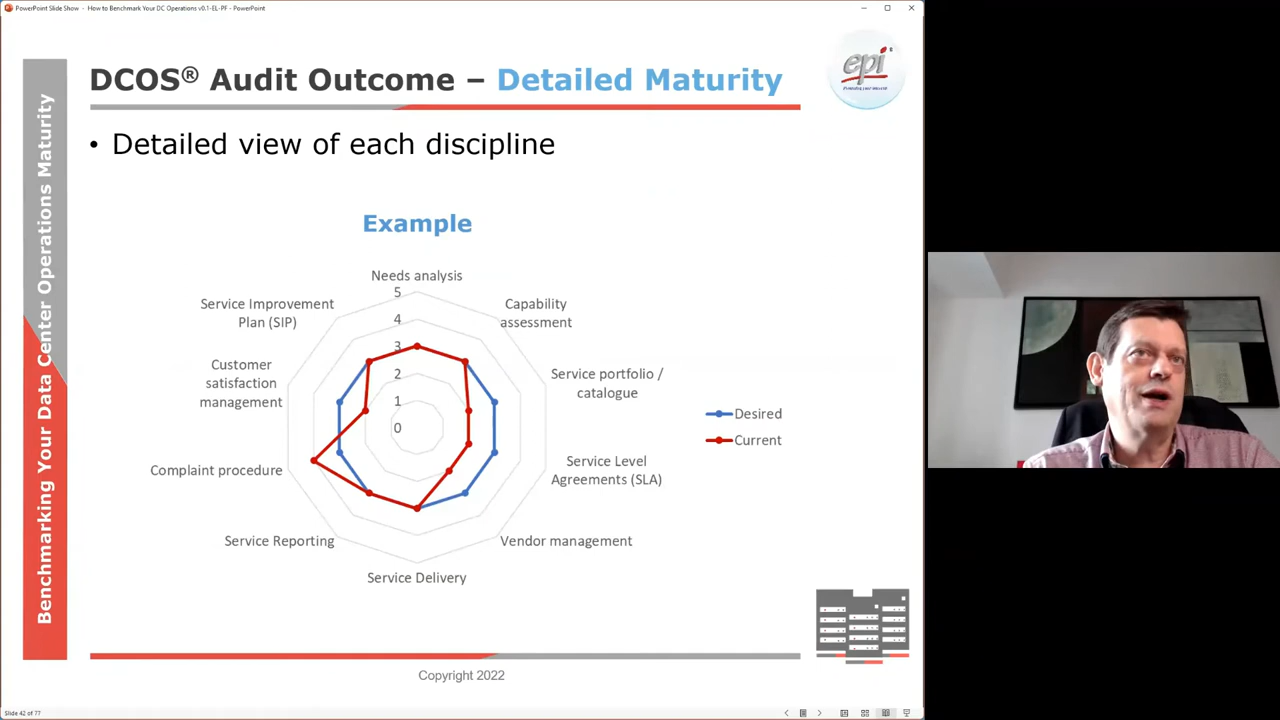 PowerPoint Slide Show - How to Benchmark Your DC Operations v0.1-EL-PF - PowerPoint
DCOS® Audit Outcome – Detailed Maturity
epi
®
Benchmarking Your Data Center Operations Maturity
• Detailed view of each discipline
Example
Needs analysis
Capability
assessment
Service portfolio /
catalogue
Service Level
Agreements (SLA)
Vendor management
Service Delivery
Service Reporting
Complaint procedure
Customer
satisfaction
management
Service Improvement
Plan (SIP)
5
4
3
2
1
0
Desired
Current
Copyright 2022
Slide 42 of 77